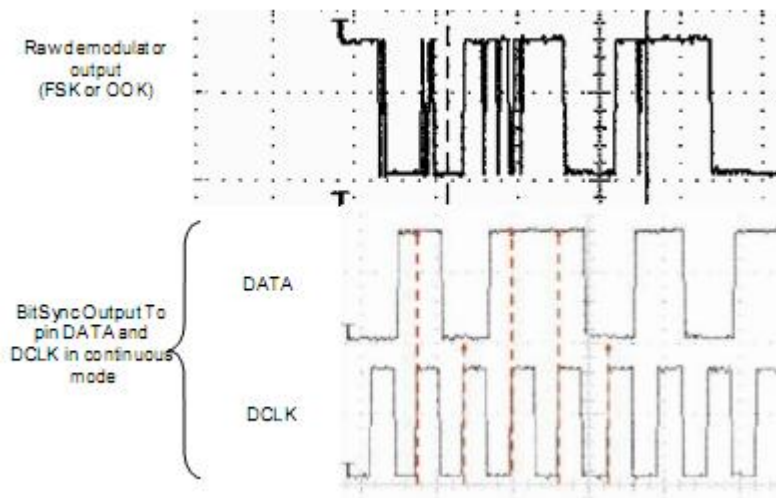 Raw demodulator
output
(FSK or OOK)
DATA
BitSync Output To
pin DATA and
DCLK in continuous
mode
DCLK